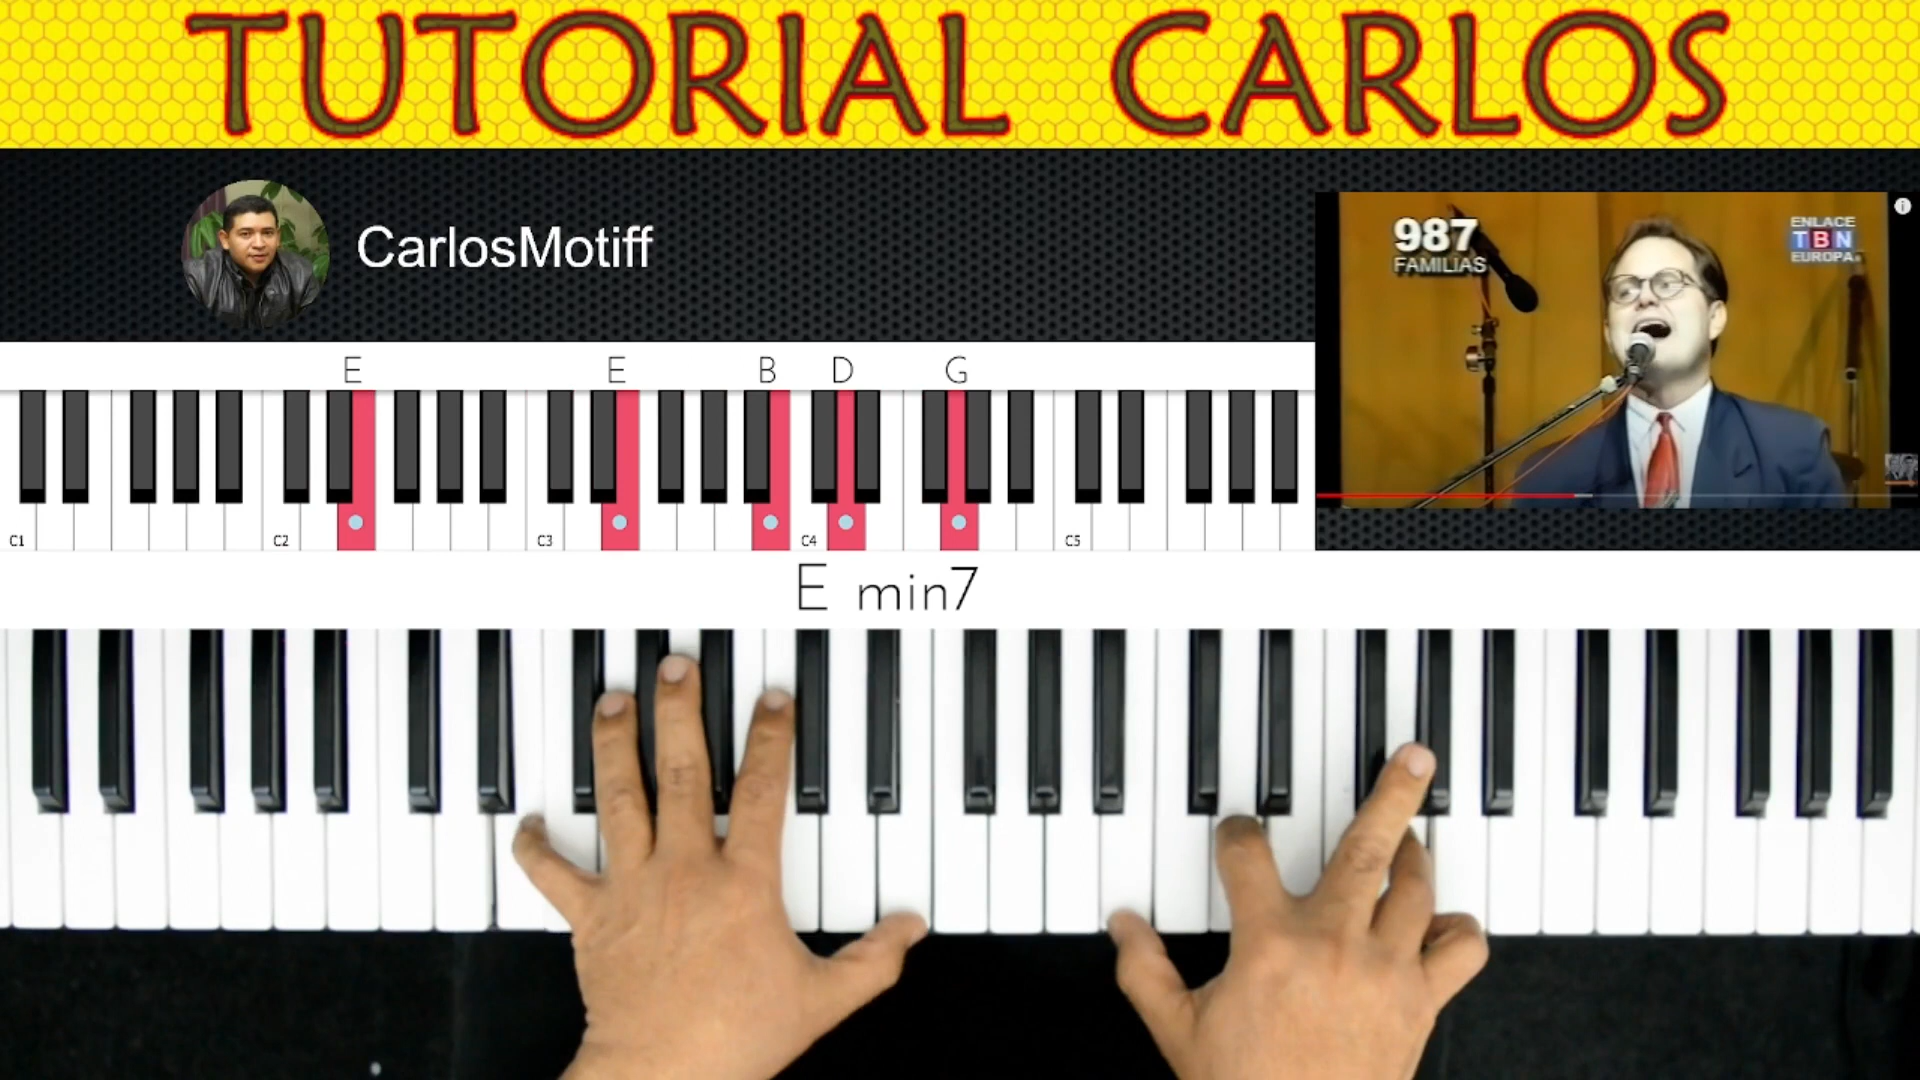 TUTORIAL CARLOS
CarlosMotiff
987
FAMILIAS
ENLACE
TBN
EUROPA
E E B D G
C1 C2 C3 C4 C5
E min7